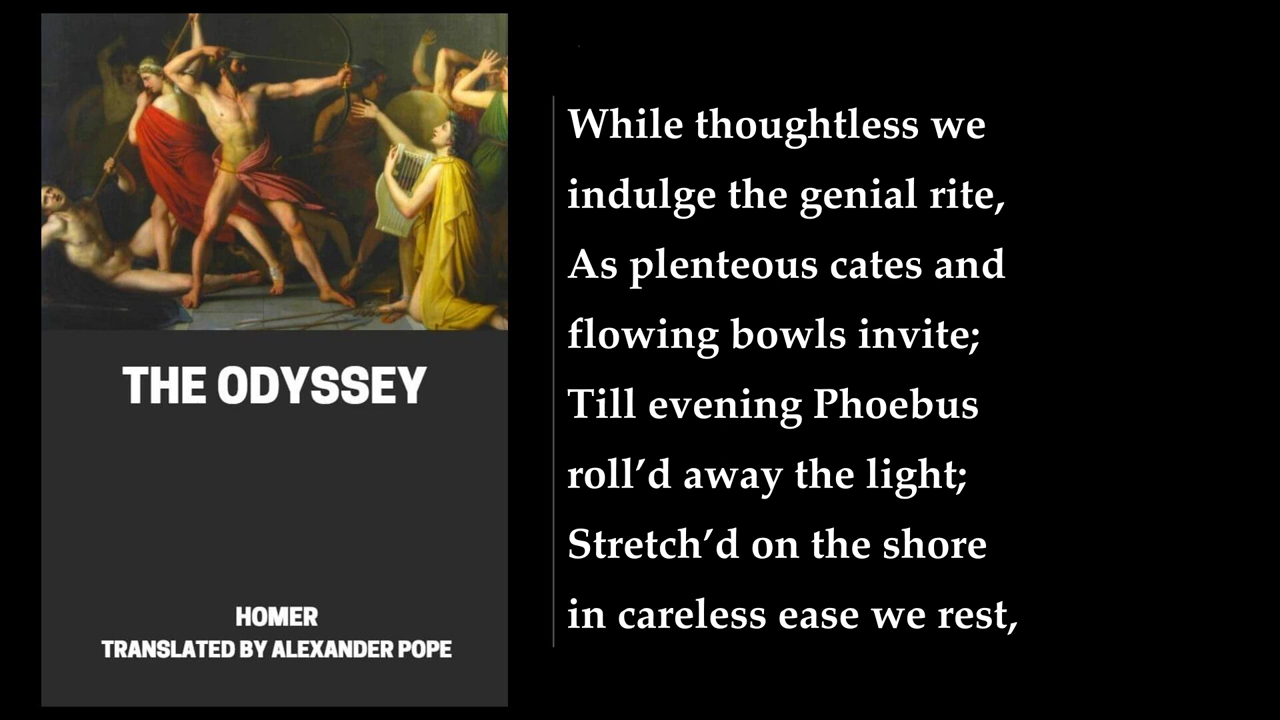 THE ODYSSEY
HOMER
TRANSLATED BY ALEXANDER POPE
While thoughtless we
indulge the genial rite,
As plenteous cates and
flowing bowls invite;
Till evening Phoebus
roll’d away the light;
Stretch’d on the shore
in careless ease we rest,